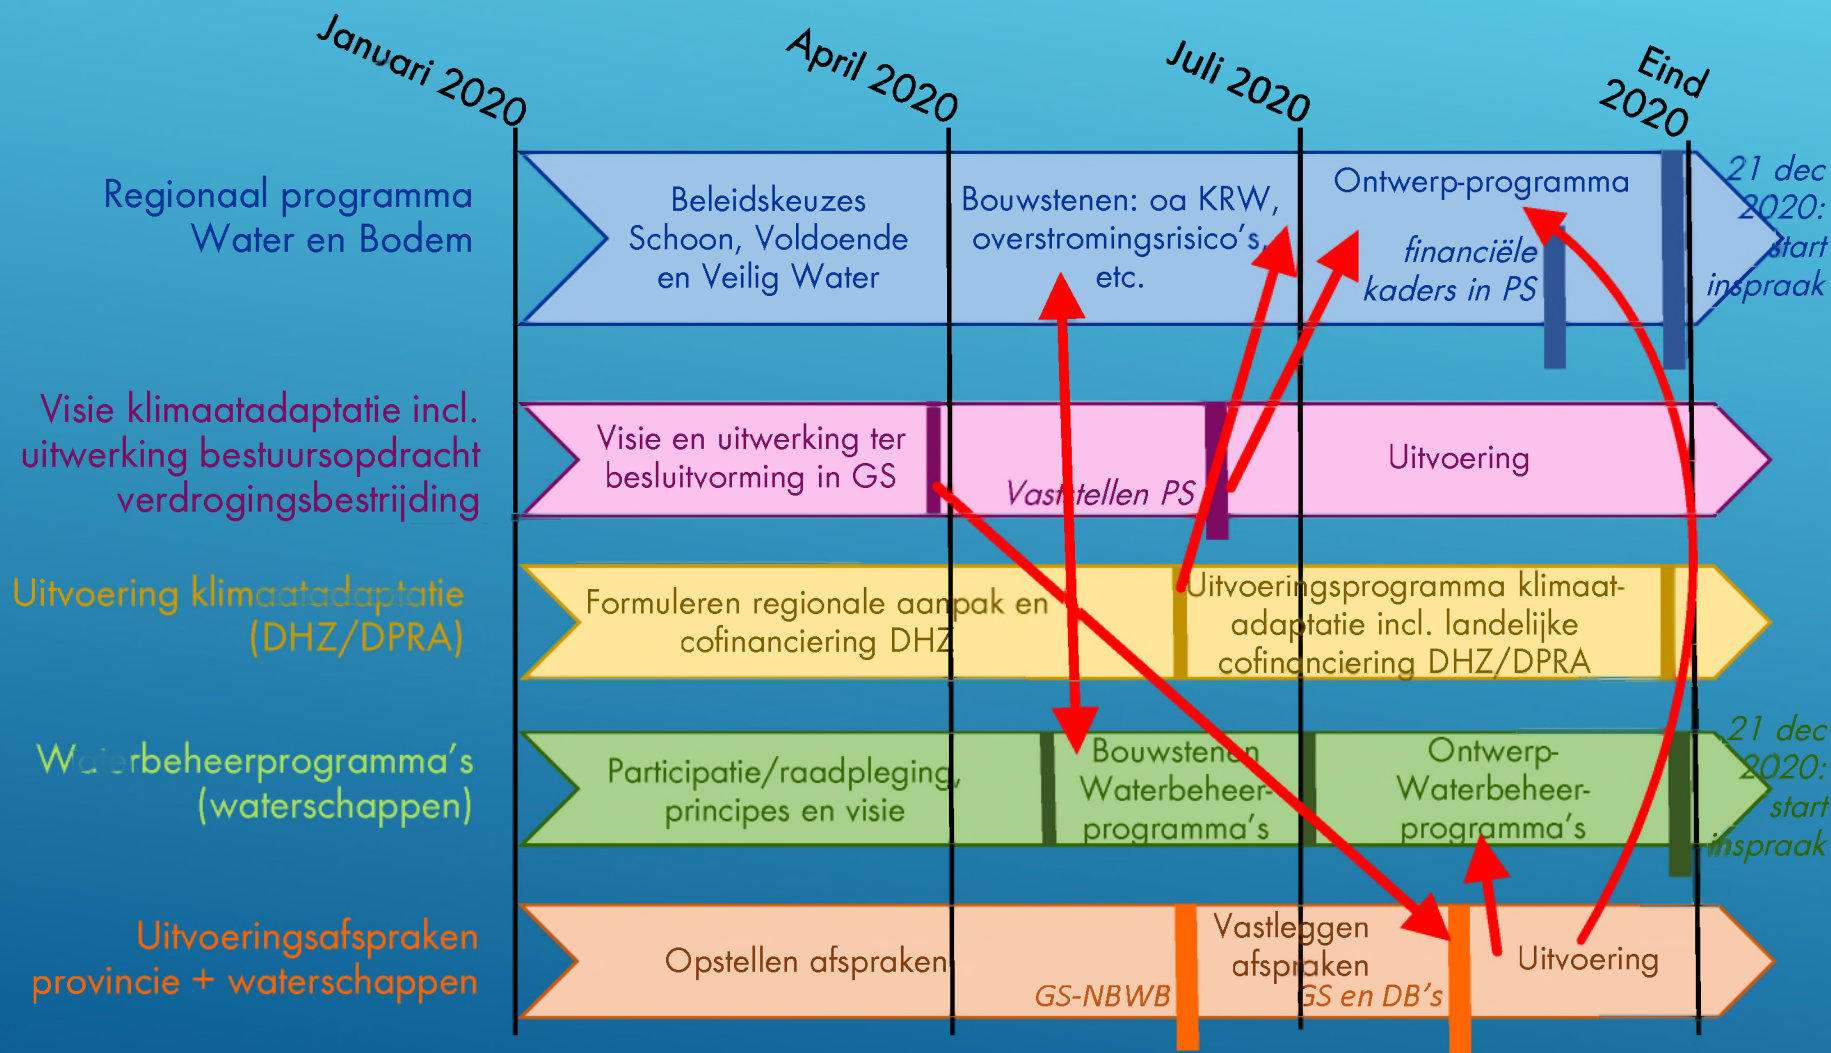 Januari 2020
April 2020
Juli 2020
Eind
2020
Regionaal programma
Water en Bodem
Beleidskeuzes
Schoon, Voldoende
en Veilig Water
Bouwstenen: oa KRW,
overstromingsrisico's,
etc.
Ontwerp-programma
financiële
kaders in PS
21 dec
2020:
start
inspraak
Visie klimaatadaptatie incl.
uitwerking bestuursopdracht
verdrogingsbestrijding
Visie en uitwerking ter
besluitvorming in GS
Vaststellen PS
Uitvoering
Uitvoering klimaatadaptatie
(DHZ/DPRA)
Formuleren regionale aanpak en
cofinanciering DHZ
Uitvoeringsprogramma klimaat-
adaptatie incl. landelijke
cofinanciering DHZ/DPRA
Waterbeheerprogramma's
(waterschappen)
Participatie/raadpleging,
principes en visie
Bouwstenen
Waterbeheer-
programma's
Ontwerp-
Waterbeheer-
programma's
21 dec
2020:
start
inspraak
Uitvoeringsafspraken
provincie + waterschappen
Opstellen afspraken
GS-NBWB
Vastleggen
afspraken
GS en DB's
Uitvoering